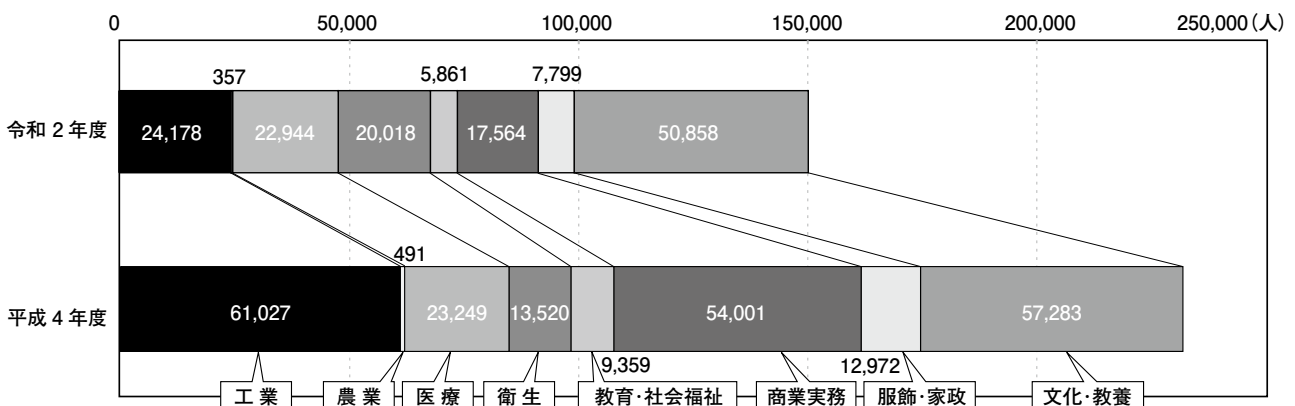 0 50,000 100,000 150,000 200,000 250,000(人)
357 5,861 7,799
令和2年度 24,178 22,944 20,018 17,564 50,858
491
平成4年度 61,027 23,249 13,520 54,001 57,283
9,359 12,972
工業 農業 医療 衛生 教育・社会福祉 商業実務 服飾・家政 文化・教養